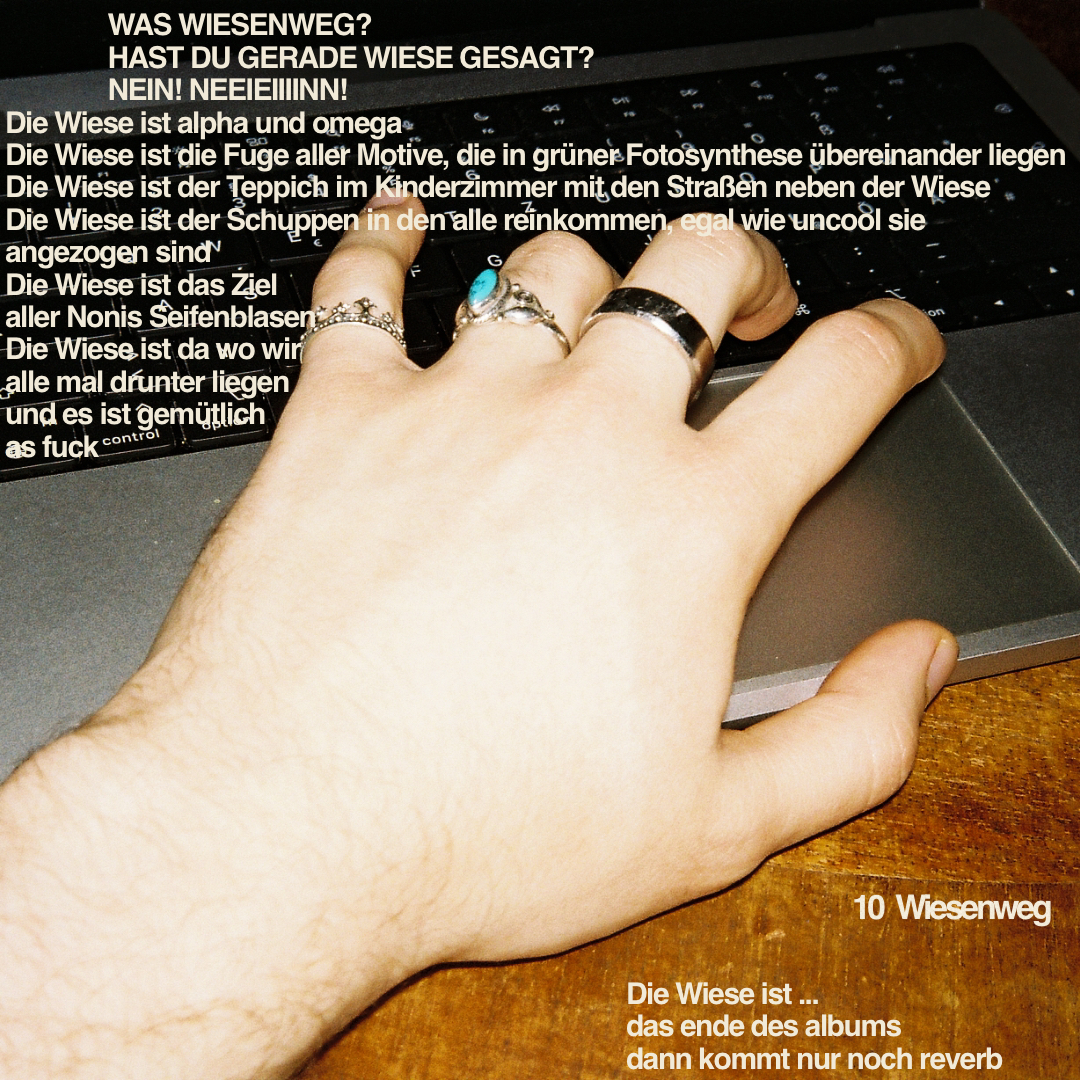 WAS WIESENWEG?
HAST DU GERADE WIESE GESAGT?
NEIN! NEEIEIIIINN!
Die Wiese ist alpha und omega
Die Wiese ist die Fuge aller Motive, die in grüner Fotosynthese übereinander liegen
Die Wiese ist der Teppich im Kinderzimmer mit den Straßen neben der Wiese
Die Wiese ist der Schuppen in den alle reinkommen, egal wie uncool sie
angezogen sind
Die Wiese ist das Ziel
aller Nonis Seifenblasen
Die Wiese ist da wo wir
alle mal drunter liegen
und es ist gemütlich
as fuck
control
10 Wiesenweg
Die Wiese ist ...
das ende des albums
dann kommt nur noch reverb